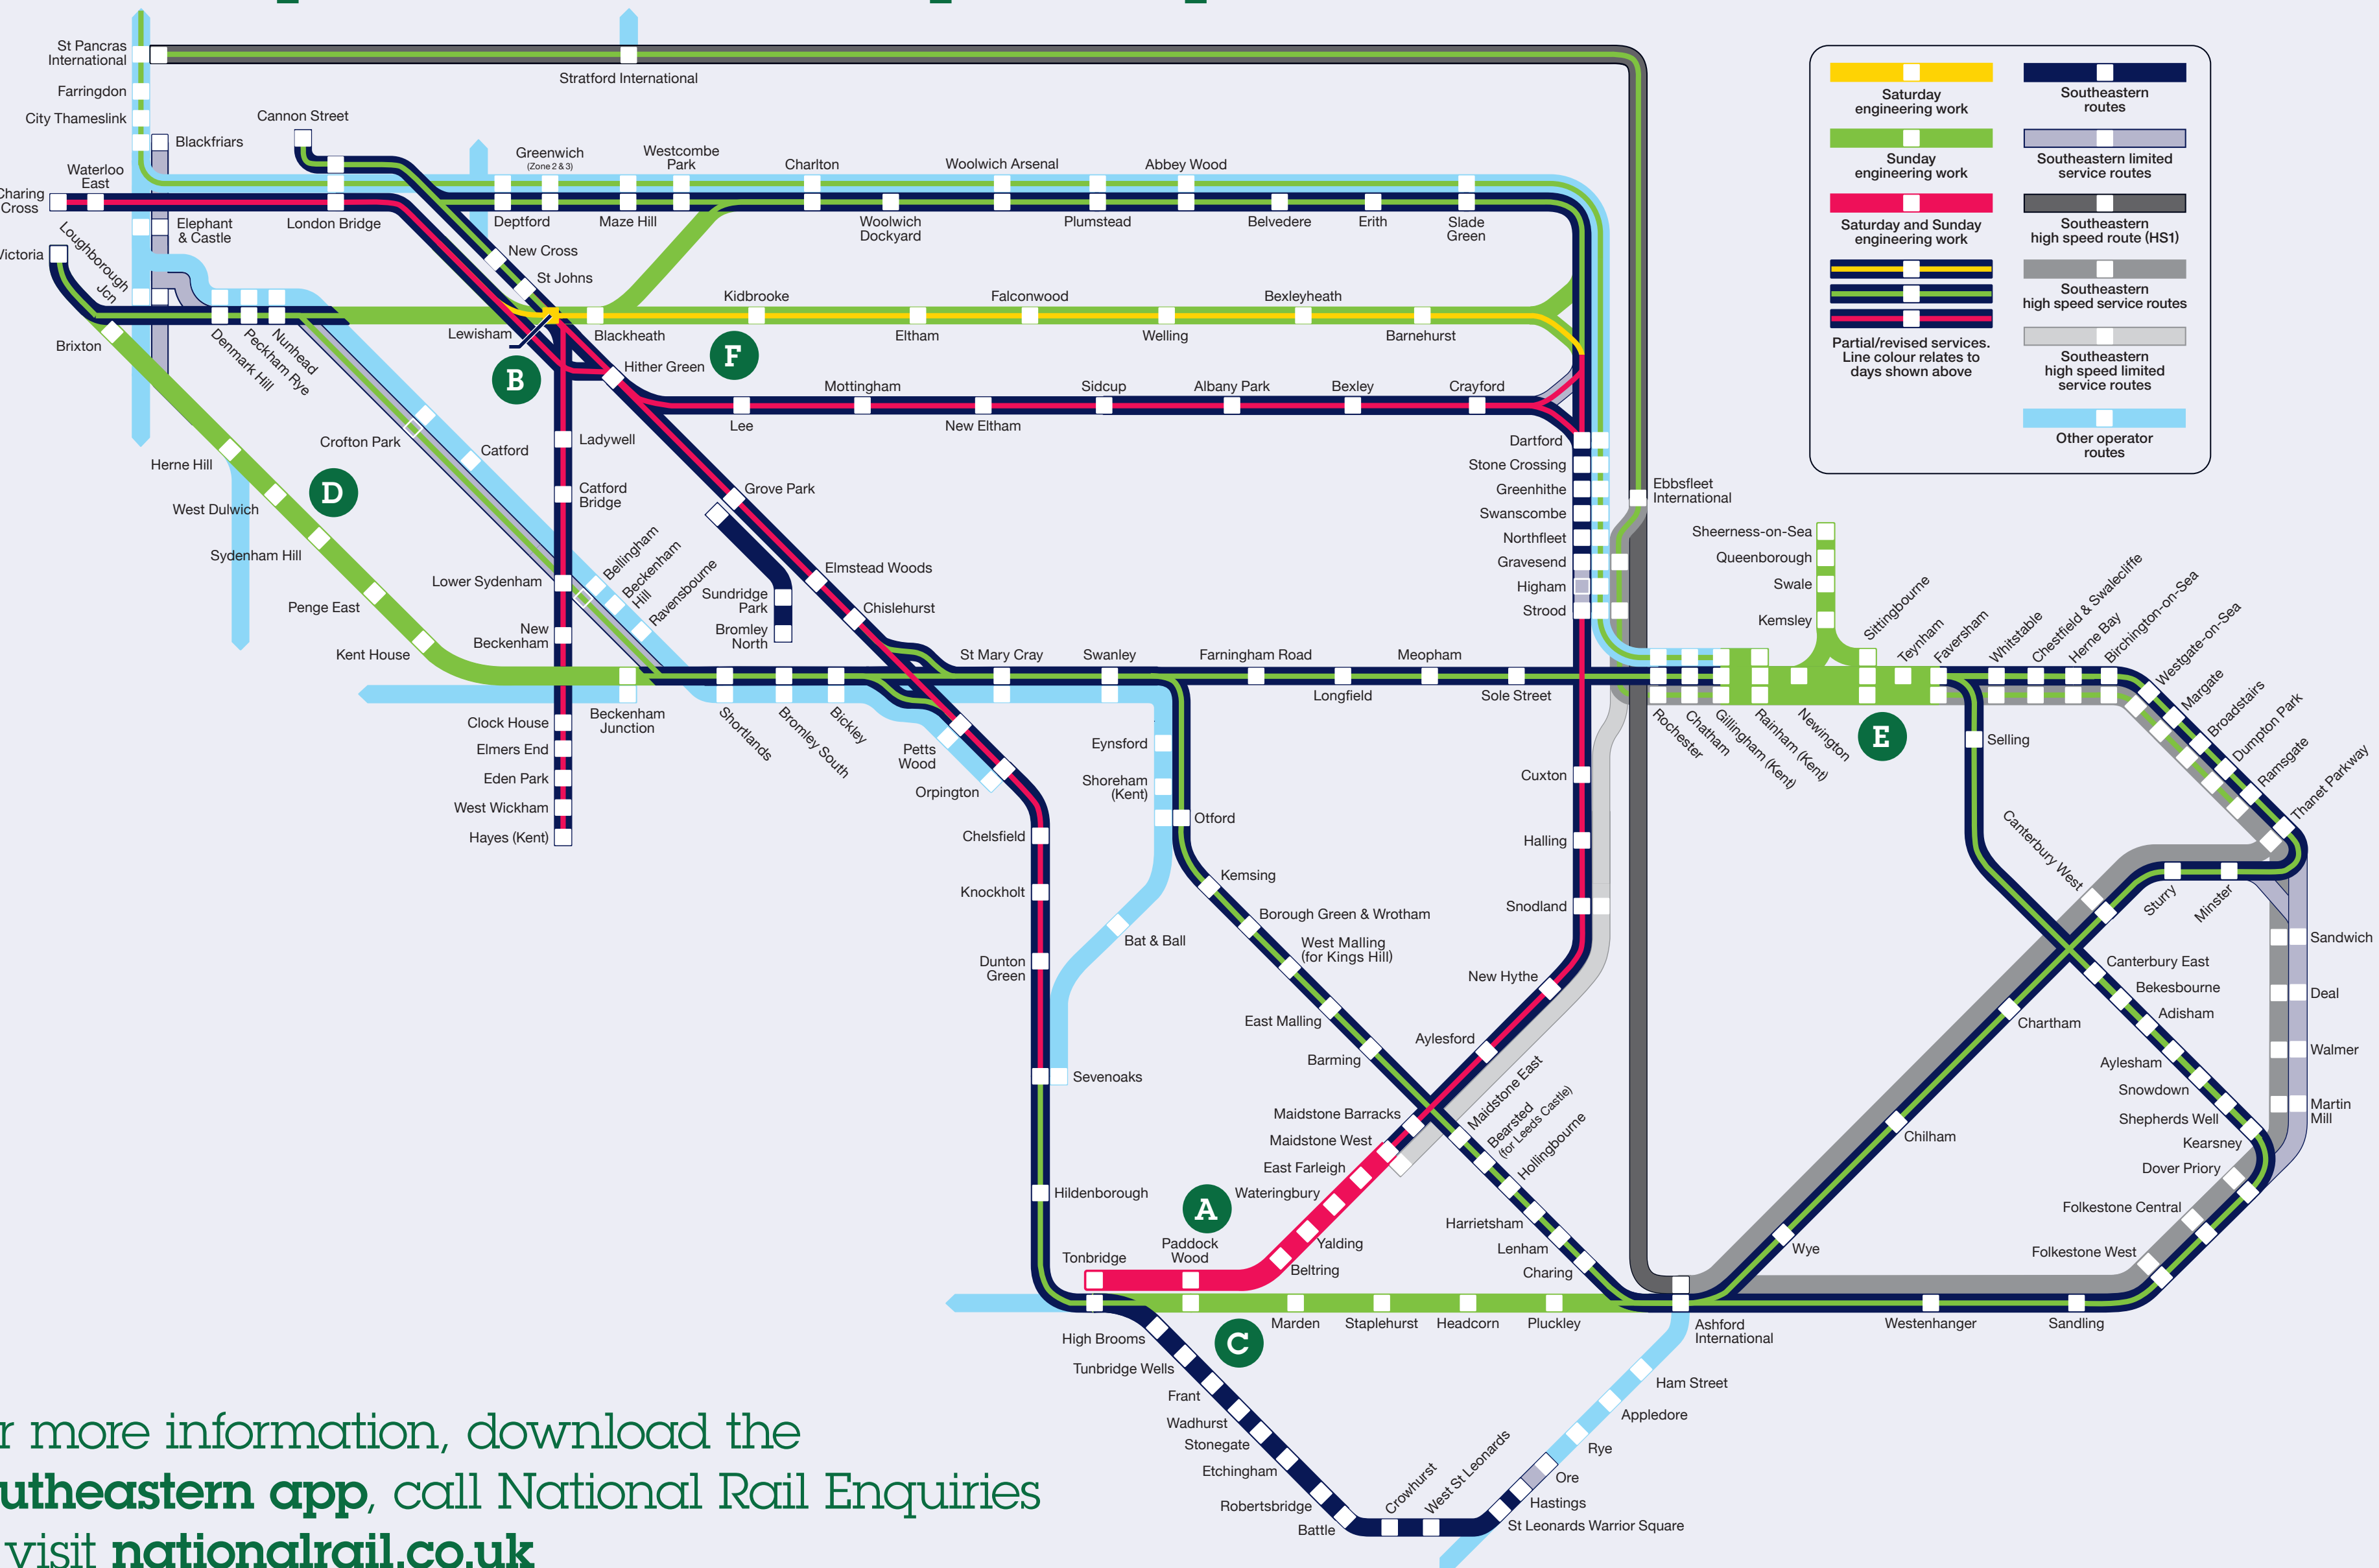 St Pancras
International
Stratford International
Farringdon
City Thameslink
Cannon Street
Blackfriars
Waterloo
East
Charing
Cross
Elephant
& Castle
London Bridge
Greenwich
(Zone 2 & 3)
Westcombe
Park
Charlton
Woolwich Arsenal
Abbey Wood
Deptford
Maze Hill
Woolwich
Dockyard
Plumstead
Belvedere
Erith
Slade
Green
Victoria
Loughborough
Jcn
New Cross
St Johns
Lewisham
Blackheath
Kidbrooke
Eltham
Falconwood
Welling
Bexleyheath
Barnehurst
Brixton
Denmark Hill
Peckham Rye
Nunhead
B
F
Hither Green
Lee
Mottingham
New Eltham
Sidcup
Albany Park
Bexley
Crayford
Crofton Park
Catford
Ladywell
Catford
Bridge
Herne Hill
D
West Dulwich
Sydenham Hill
Penge East
Kent House
Grove Park
Elmstead Woods
Chislehurst
Sundridge
Park
Bromley
North
Bellingham
Beckenham
Hill
Ravensbourne
Lower Sydenham
New
Beckenham
Clock House
Elmers End
Eden Park
West Wickham
Hayes (Kent)
Beckenham
Junction
Shortlands
Bromley South
Bickley
Petts
Wood
Orpington
St Mary Cray
Swanley
Farningham Road
Longfield
Meopham
Sole Street
Dartford
Stone Crossing
Greenhithe
Swanscombe
Northfleet
Gravesend
Higham
Strood
Ebbsfleet
International
Sheerness-on-Sea
Queenborough
Swale
Kemsley
Sittingbourne
Teynham
Faversham
Whitstable
Chestfield & Swalecliffe
Herne Bay
Birchington-on-Sea
Westgate-on-Sea
Margate
Broadstairs
Dumpton Park
Ramsgate
Thanet Parkway
Rochester
Chatham
Gillingham (Kent)
Rainham (Kent)
Newington
E
Selling
Eynsford
Shoreham
(Kent)
Otford
Kemsing
Borough Green & Wrotham
West Malling
(for Kings Hill)
East Malling
Barming
Bat & Ball
Chelsfield
Knockholt
Dunton
Green
Sevenoaks
Hildenborough
Cuxton
Halling
Snodland
New Hythe
Aylesford
Maidstone East
Bearsted
(for Leeds Castle)
Hollingbourne
Maidstone Barracks
Maidstone West
East Farleigh
Wateringbury
Yalding
Beltring
Harrietsham
Lenham
Charing
A
Tonbridge
Paddock
Wood
C
Marden
Staplehurst
Headcorn
Pluckley
Ashford
International
Westenhanger
Sandling
Canterbury West
Sturry
Minster
Sandwich
Deal
Walmer
Martin
Mill
Canterbury East
Bekesbourne
Adisham
Aylesham
Snowdown
Shepherds Well
Kearsney
Dover Priory
Folkestone Central
Folkestone West
Chartham
Chilham
Wye
High Brooms
Tunbridge Wells
Frant
Wadhurst
Stonegate
Etchingham
Robertsbridge
Battle
Crowhurst
West St Leonards
St Leonards Warrior Square
Hastings
Ore
Rye
Appledore
Ham Street
Saturday
engineering work
Sunday
engineering work
Saturday and Sunday
engineering work
Partial/revised services.
Line colour relates to
days shown above
Southeastern
routes
Southeastern limited
service routes
Southeastern
high speed route (HS1)
Southeastern
high speed service routes
Southeastern
high speed limited
service routes
Other operator
routes
r more information, download the
utheastern app, call National Rail Enquiries
visit nationalrail.co.uk